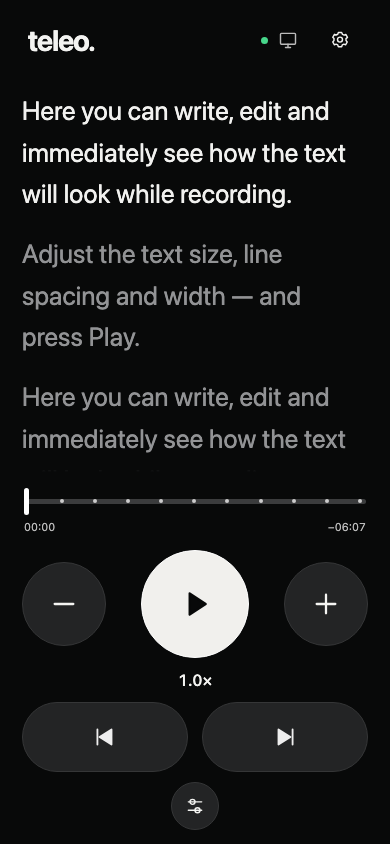 teleo.
Here you can write, edit and
immediately see how the text
will look while recording.
Adjust the text size, line
spacing and width — and
press Play.
Here you can write, edit and
immediately see how the text
00:00
−06:07
1.0×